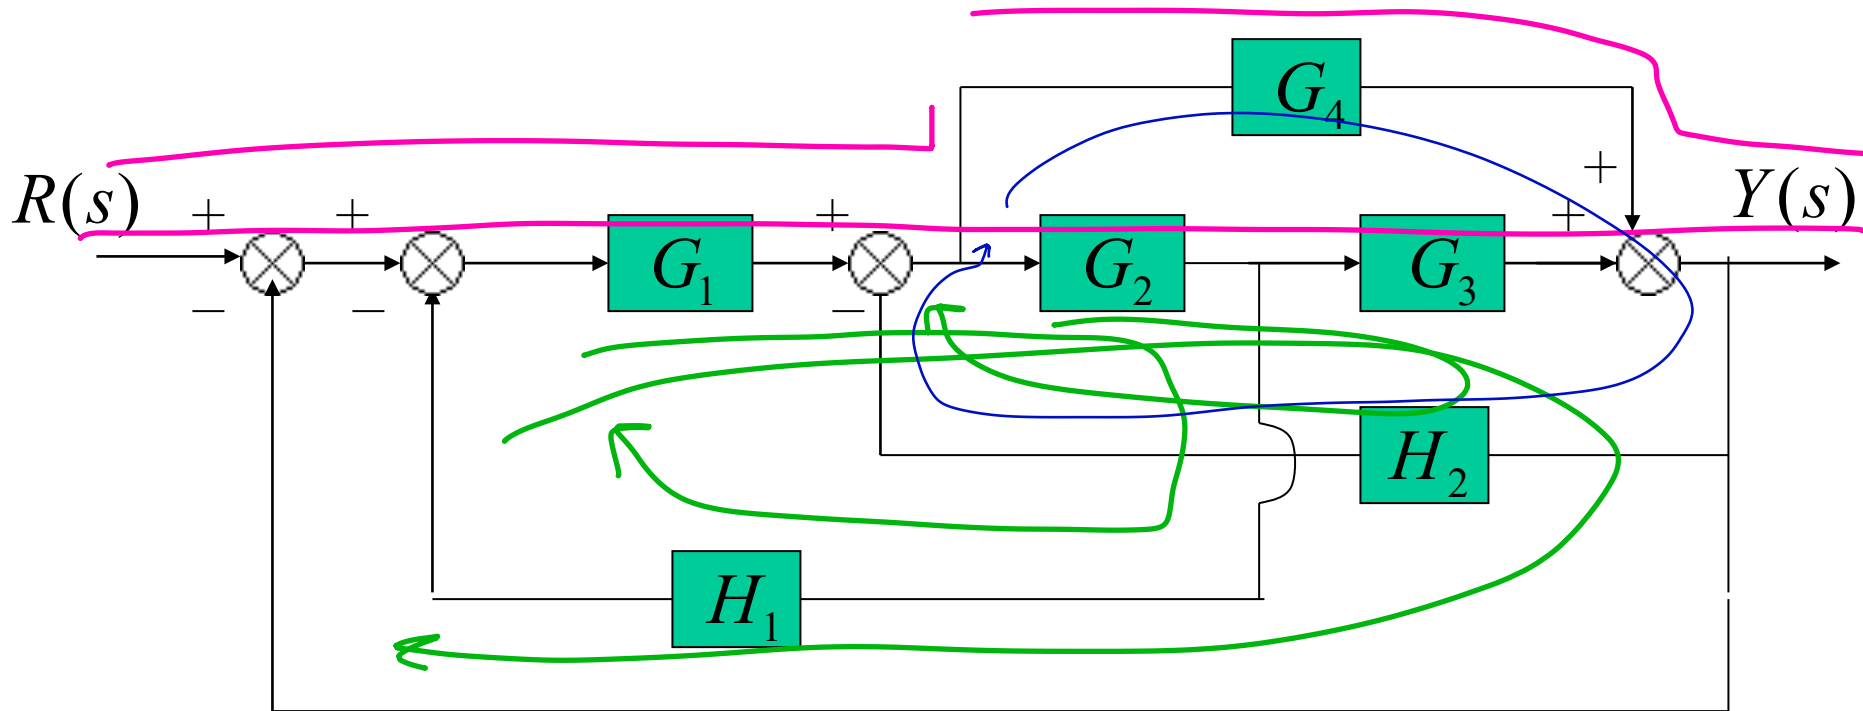 G₄
+
R(s) + + + + Y(s)
G₁ G₂ G₃
− − −
H₂
H₁